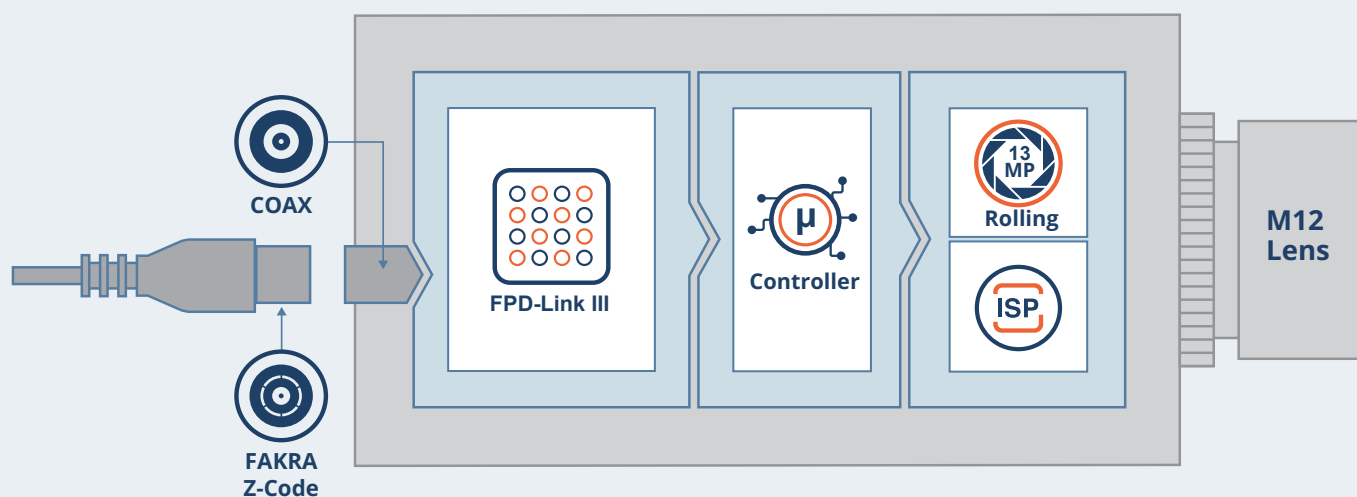 COAX
FAKRA
Z-Code
FPD-Link III
µ
Controller
13
MP
Rolling
ISP
M12
Lens